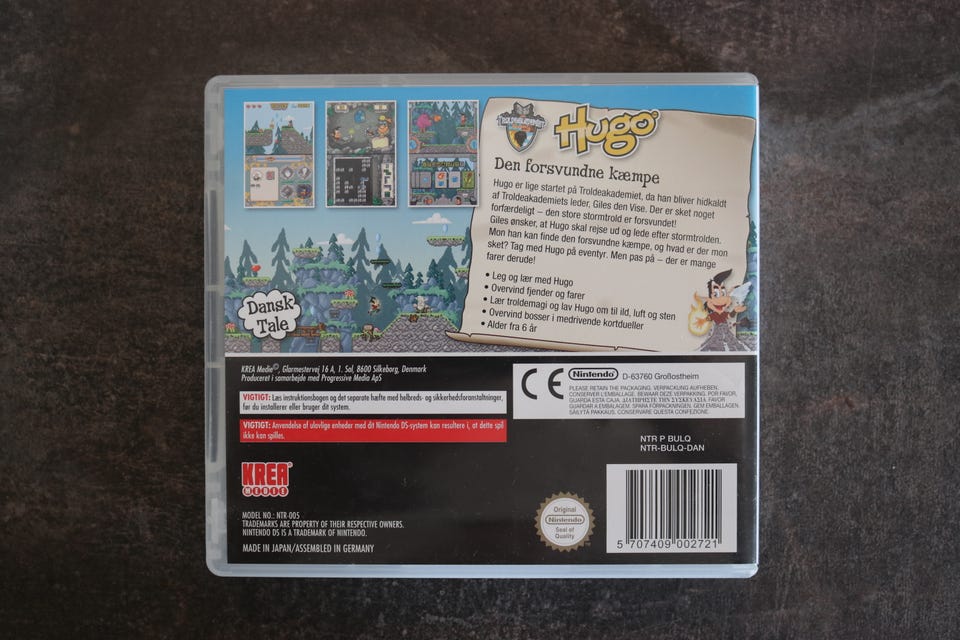 Hugo
Den forsvundne kæmpe
Hugo er lige startet på Troldeakademiet, da han bliver hidkaldt
af Troldeakademiets leder, Giles den Vise. Der er sket noget
forfærdeligt – den store stormtrold er forsvundet!
Giles ønsker, at Hugo skal rejse ud og lede efter stormtrolden.
Mon han kan finde den forsvundne kæmpe, og hvad er der mon
sket? Tag med Hugo på eventyr. Men pas på – der er mange
farer derude!
• Leg og lær med Hugo
• Overvind fjender og farer
• Lær troldemagi og lav Hugo om til ild, luft og sten
• Overvind bosser i medrivende kortdueller
• Alder fra 6 år
Dansk
Tale
KREA Medie®, Glarmestervej 16 A, 1. Sal, 8600 Silkeborg, Danmark
Produceret i samarbejde med Progressive Media ApS
VIGTIGT: Læs instruktionsbogen og det separate hæfte med helbreds- og sikkerhedsforanstaltninger,
før du installerer eller bruger dit system.
VIGTIGT: Anvendelse af ulovlige enheder med dit Nintendo DS-system kan resultere i, at dette spil
ikke kan spilles.
CE Nintendo® D-63760 Großostheim
PLEASE RETAIN THE PACKAGING. VERPACKUNG AUFHEBEN.
CONSERVER L'EMBALLAGE. BEWAAR DEZE VERPAKKING. POR FAVOR,
GUARDA ESTA CAJA. ΔΙΑΤΗΡΗΣΤΕ ΤΗΝ ΣΥΣΚΕΥΑΣΙΑ. FAVOR
GUARDAR A EMBALAGEM. SPARA FÖRPACKNINGEN. GEM EMBALLAGEN.
SÄILYTÄ PAKKAUS. CONSERVARE QUESTA CONFEZIONE.
NTR P BULQ
NTR-BULQ-DAN
KREA®
MEDIE
MODEL NO.: NTR-005
TRADEMARKS ARE PROPERTY OF THEIR RESPECTIVE OWNERS.
NINTENDO DS IS A TRADEMARK OF NINTENDO.
MADE IN JAPAN/ASSEMBLED IN GERMANY
Original
Nintendo
Seal of
Quality
5 707409 002721